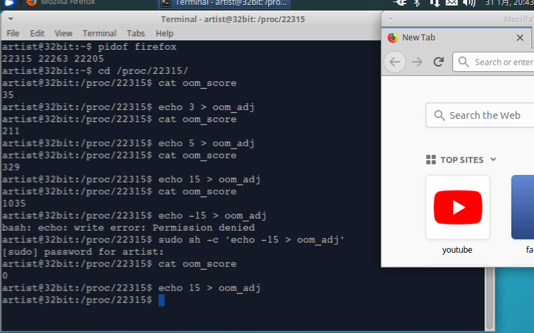 Mozilla Firefox
Terminal - artist@32bit: /pro...
31 1月, 20:43
Terminal - artist@32bit: /proc/22315
File Edit View Terminal Tabs Help
artist@32bit:~$ pidof firefox
22315 22263 22205
artist@32bit:~$ cd /proc/22315/
artist@32bit:/proc/22315$ cat oom_score
35
artist@32bit:/proc/22315$ echo 3 > oom_adj
artist@32bit:/proc/22315$ cat oom_score
211
artist@32bit:/proc/22315$ echo 5 > oom_adj
artist@32bit:/proc/22315$ cat oom_score
329
artist@32bit:/proc/22315$ echo 15 > oom_adj
artist@32bit:/proc/22315$ cat oom_score
1035
artist@32bit:/proc/22315$ echo -15 > oom_adj
bash: echo: write error: Permission denied
artist@32bit:/proc/22315$ sudo sh -c 'echo -15 > oom_adj'
[sudo] password for artist:
artist@32bit:/proc/22315$ cat oom_score
0
artist@32bit:/proc/22315$ echo 15 > oom_adj
artist@32bit:/proc/22315$
Mozill
New Tab
Search or enter
Search the Web
TOP SITES
youtube
fa